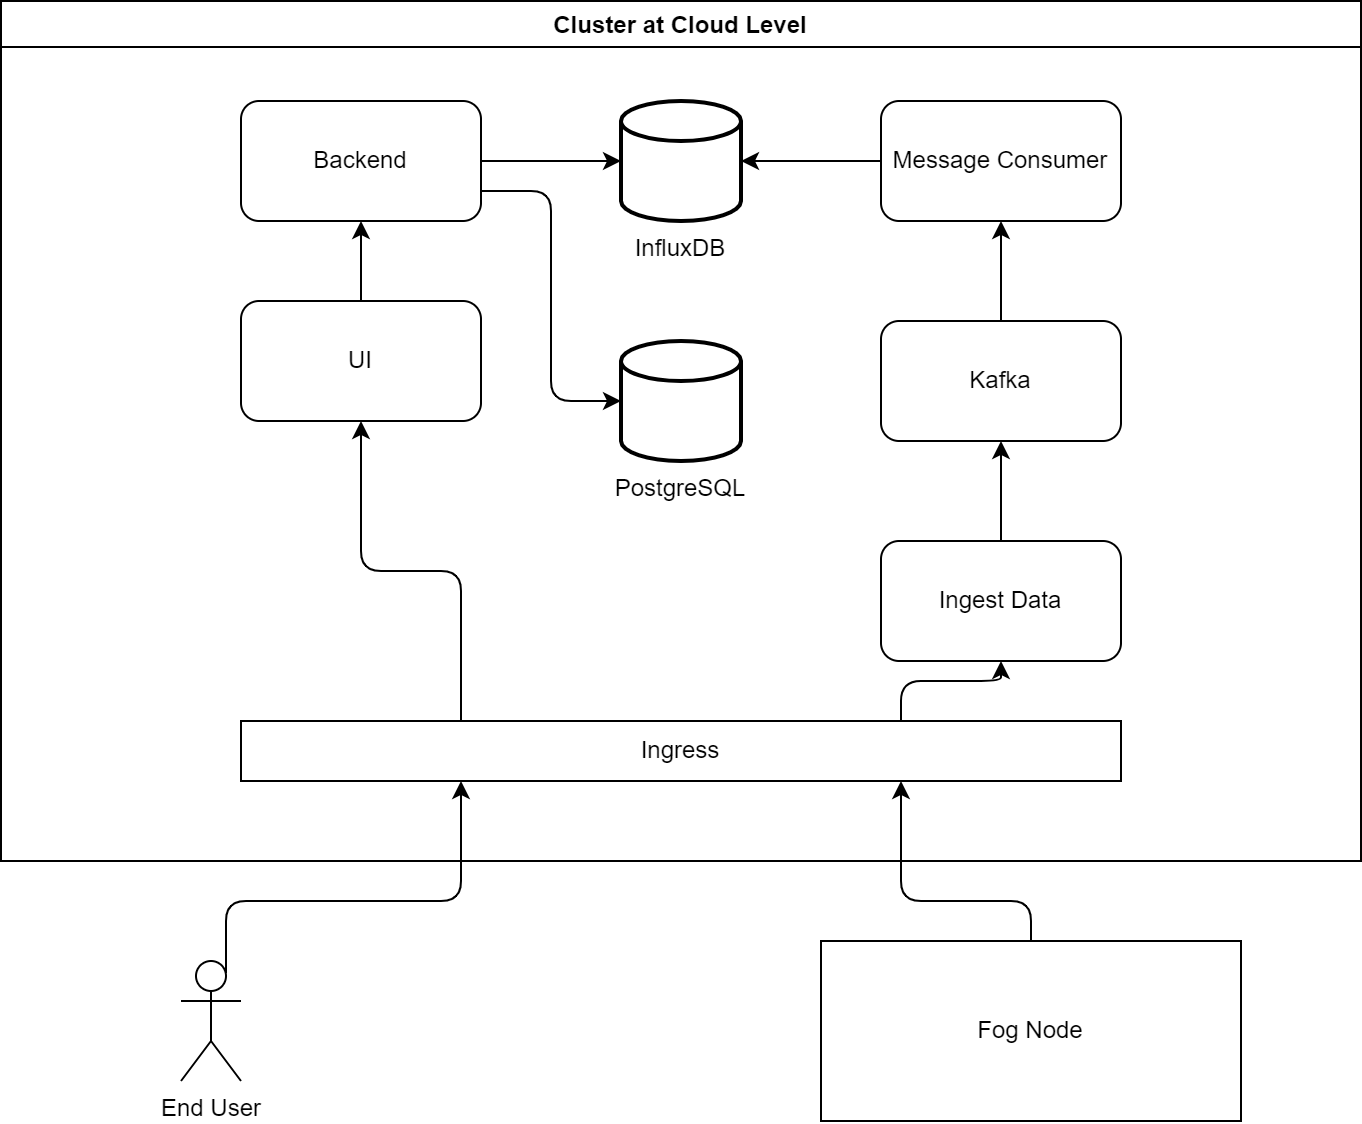 Cluster at Cloud Level
Backend
Message Consumer
InfluxDB
UI
Kafka
PostgreSQL
Ingest Data
Ingress
Fog Node
End User